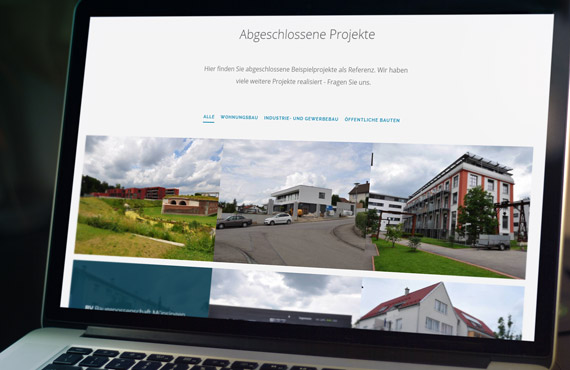 Abgeschlossene Projekte
Hier finden Sie abgeschlossene Beispielprojekte als Referenz. Wir haben
viele weitere Projekte realisiert - Fragen Sie uns.
ALLE WOHNUNGSBAU INDUSTRIE- UND GEWERBEBAU ÖFFENTLICHE BAUTEN